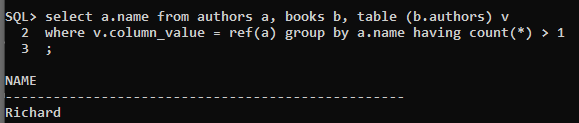 SQL> select a.name from authors a, books b, table (b.authors) v
  2  where v.column_value = ref(a) group by a.name having count(*) > 1
  3  ;
NAME
--------------------------------------------------
Richard